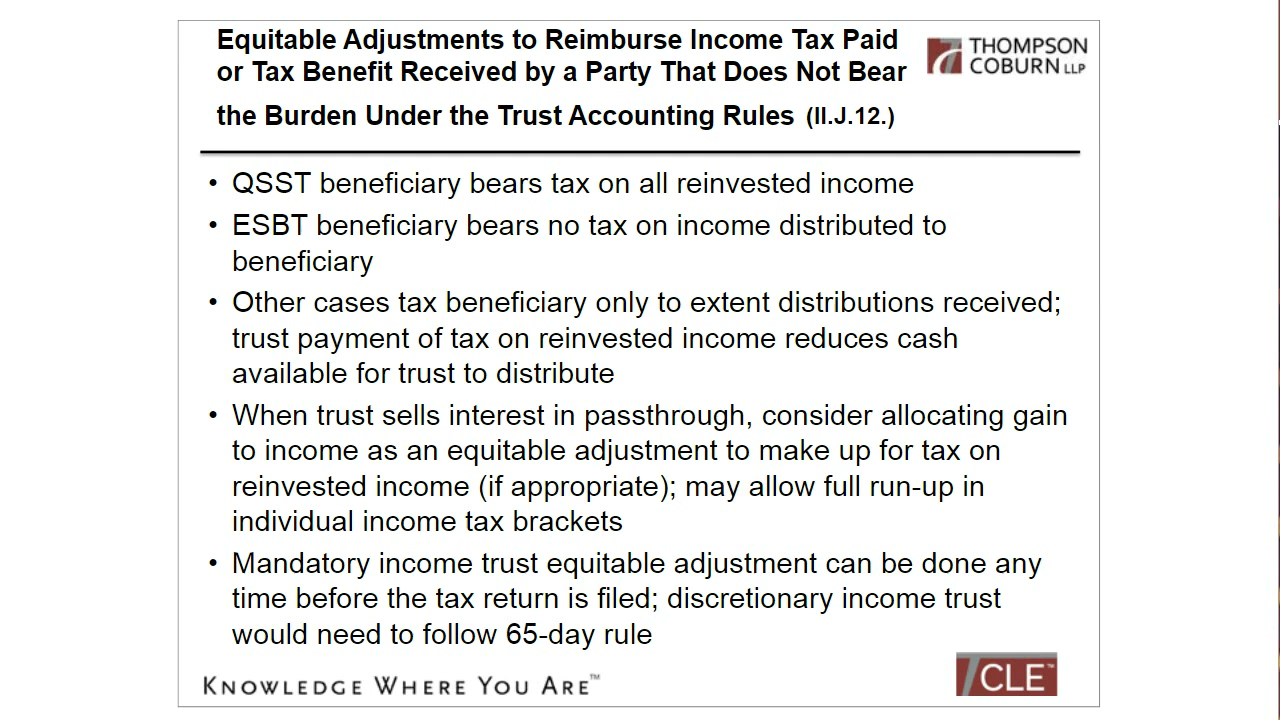 Equitable Adjustments to Reimburse Income Tax Paid
or Tax Benefit Received by a Party That Does Not Bear
the Burden Under the Trust Accounting Rules (II.J.12.)
THOMPSON
COBURN LLP
• QSST beneficiary bears tax on all reinvested income
• ESBT beneficiary bears no tax on income distributed to
beneficiary
• Other cases tax beneficiary only to extent distributions received;
trust payment of tax on reinvested income reduces cash
available for trust to distribute
• When trust sells interest in passthrough, consider allocating gain
to income as an equitable adjustment to make up for tax on
reinvested income (if appropriate); may allow full run-up in
individual income tax brackets
• Mandatory income trust equitable adjustment can be done any
time before the tax return is filed; discretionary income trust
would need to follow 65-day rule
KNOWLEDGE WHERE YOU ARE™
CLE™